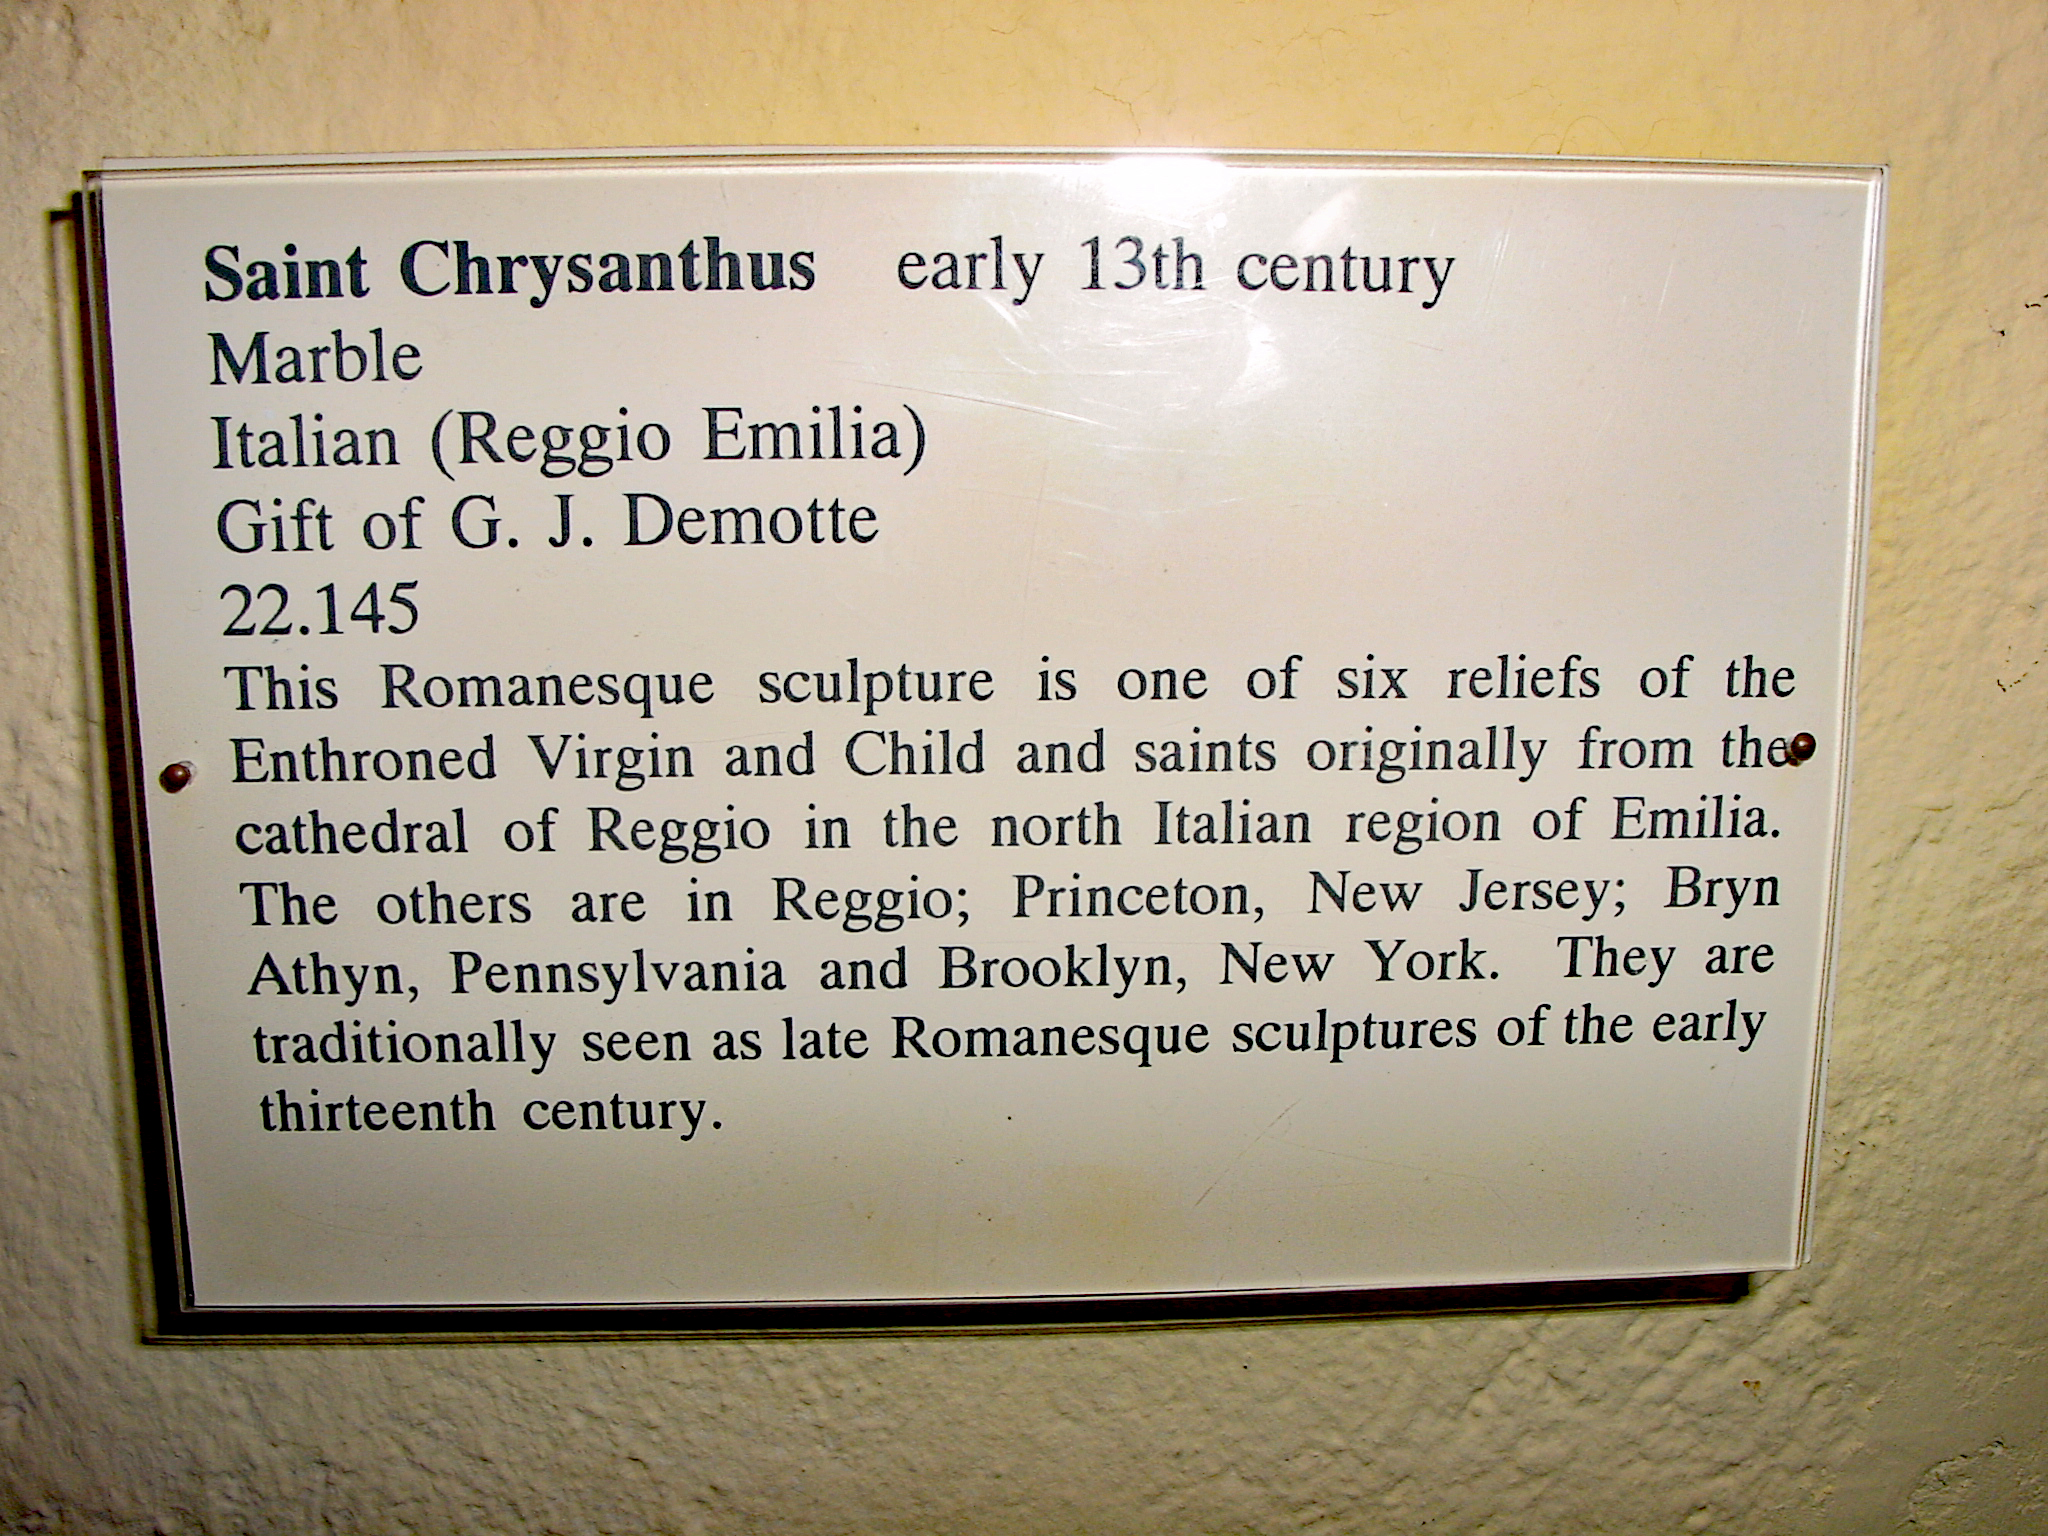 Saint Chrysanthus early 13th century
Marble
Italian (Reggio Emilia)
Gift of G. J. Demotte
22.145
This Romanesque sculpture is one of six reliefs of the
Enthroned Virgin and Child and saints originally from the
cathedral of Reggio in the north Italian region of Emilia.
The others are in Reggio; Princeton, New Jersey; Bryn
Athyn, Pennsylvania and Brooklyn, New York. They are
traditionally seen as late Romanesque sculptures of the early
thirteenth century.